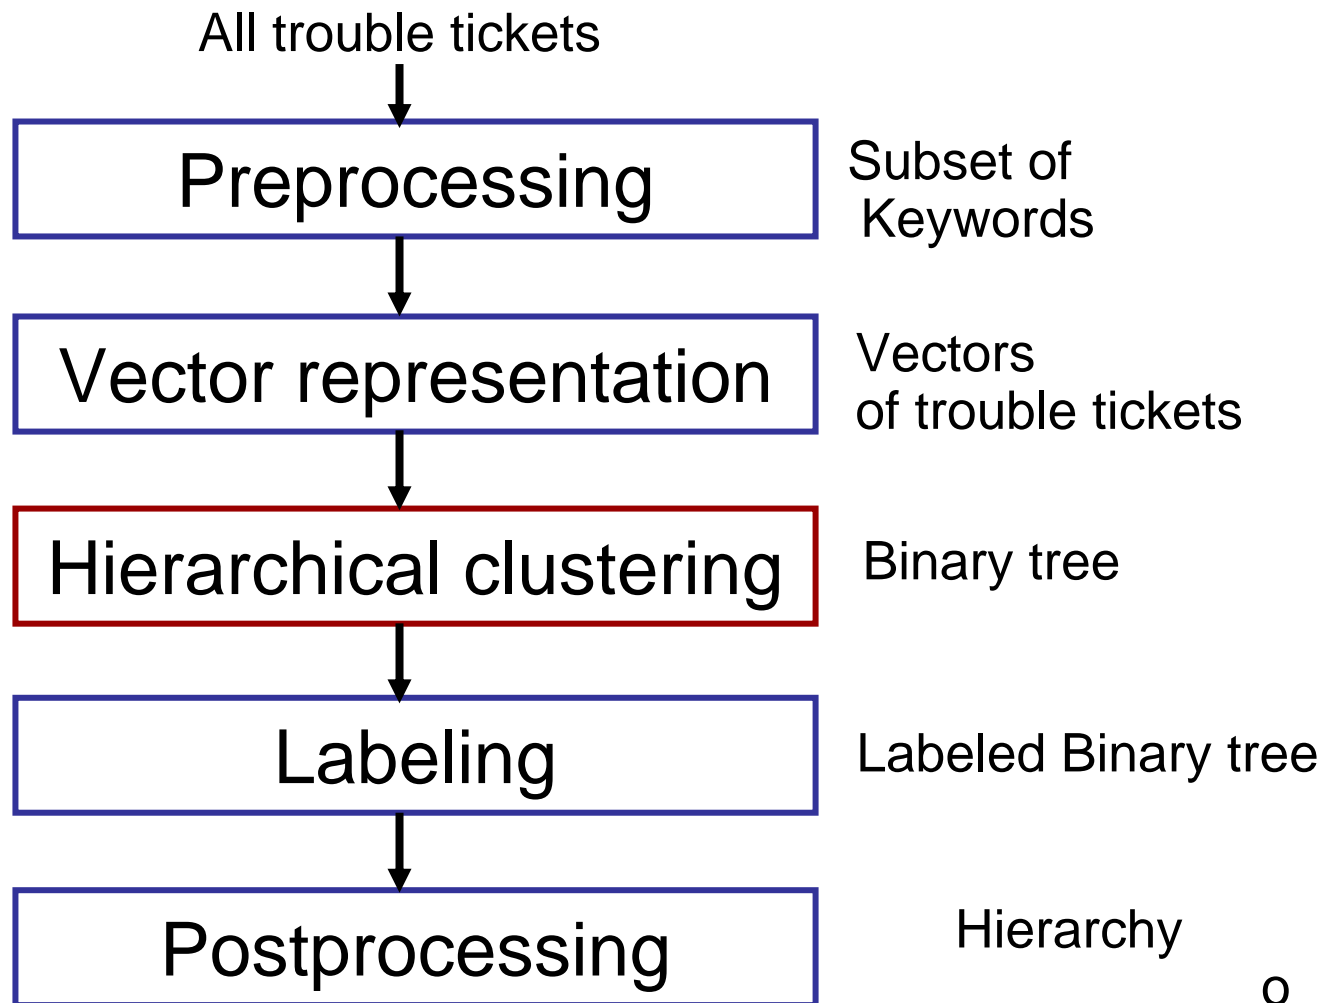 All trouble tickets
Preprocessing
Subset of
Keywords
Vector representation
Vectors
of trouble tickets
Hierarchical clustering
Binary tree
Labeling
Labeled Binary tree
Postprocessing
Hierarchy